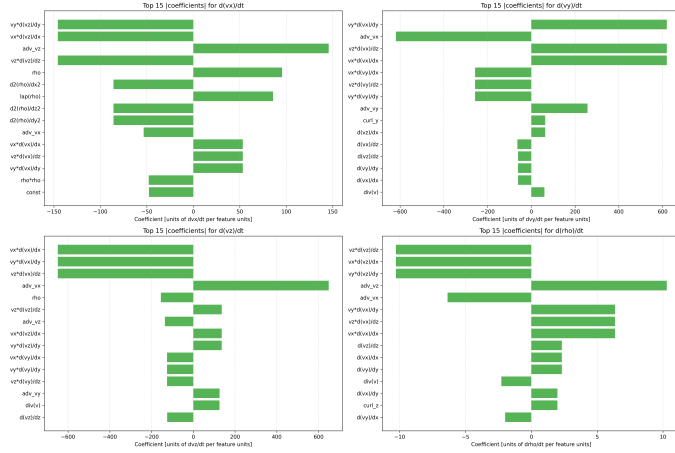 Top 15 |coefficients| for d(vx)/dt
vy*d(vz)/dy
vx*d(vz)/dx
adv_vz
vz*d(vz)/dz
rho
d2(rho)/dx2
lap(rho)
d2(rho)/dz2
d2(rho)/dy2
adv_vx
vx*d(vx)/dx
vz*d(vx)/dz
vy*d(vx)/dy
rho*rho
const
−150 −100 −50 0 50 100 150
Coefficient [units of dvx/dt per feature units]
Top 15 |coefficients| for d(vy)/dt
vy*d(vx)/dy
adv_vx
vz*d(vx)/dz
vx*d(vx)/dx
vx*d(vy)/dx
vz*d(vy)/dz
vy*d(vy)/dy
adv_vy
curl_y
d(vz)/dx
d(vx)/dz
d(vz)/dz
d(vy)/dy
d(vx)/dx
div(v)
−600 −400 −200 0 200 400 600
Coefficient [units of dvy/dt per feature units]
Top 15 |coefficients| for d(vz)/dt
vx*d(vx)/dx
vy*d(vx)/dy
vz*d(vx)/dz
adv_vx
rho
vz*d(vz)/dz
adv_vz
vx*d(vz)/dx
vy*d(vz)/dy
vx*d(vy)/dx
vy*d(vy)/dy
vz*d(vy)/dz
adv_vy
div(v)
d(vz)/dz
−600 −400 −200 0 200 400 600
Coefficient [units of dvz/dt per feature units]
Top 15 |coefficients| for d(rho)/dt
vz*d(vz)/dz
vx*d(vz)/dx
vy*d(vz)/dy
adv_vz
adv_vx
vy*d(vx)/dy
vz*d(vx)/dz
vx*d(vx)/dx
d(vz)/dz
d(vx)/dx
d(vy)/dy
div(v)
d(vx)/dy
curl_z
d(vy)/dx
−10 −5 0 5 10
Coefficient [units of drho/dt per feature units]